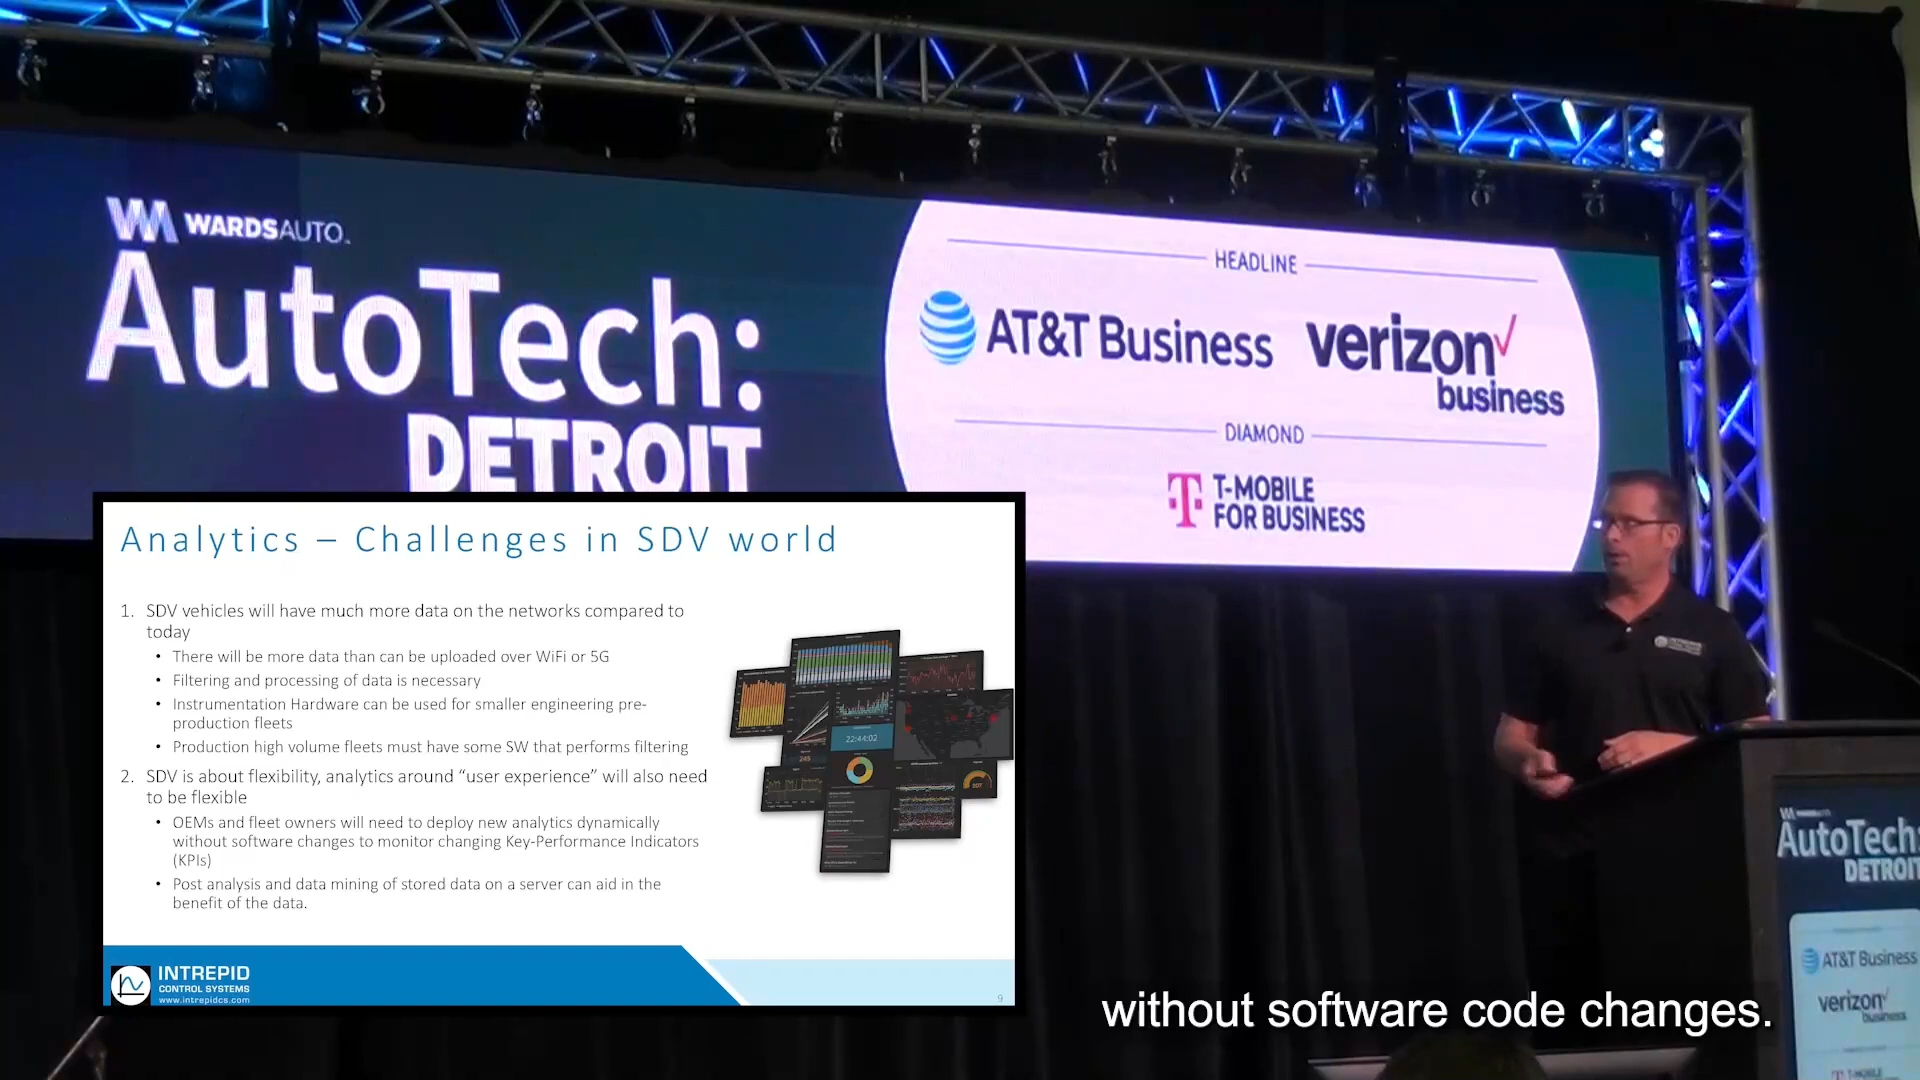 WARDSAUTO
AutoTech:
DETROIT
HEADLINE
AT&T Business
verizon
business
DIAMOND
T-MOBILE
FOR BUSINESS
Analytics – Challenges in SDV world
1. SDV vehicles will have much more data on the networks compared to
today
• There will be more data than can be uploaded over WiFi or 5G
• Filtering and processing of data is necessary
• Instrumentation Hardware can be used for smaller engineering pre-
production fleets
• Production high volume fleets must have some SW that performs filtering
2. SDV is about flexibility, analytics around “user experience” will also need
to be flexible
• OEMs and fleet owners will need to deploy new analytics dynamically
without software changes to monitor changing Key-Performance Indicators
(KPIs)
• Post analysis and data mining of stored data on a server can aid in the
benefit of the data.
22:44:02
INTREPID
CONTROL SYSTEMS
www.intrepidcs.com
9
without software code changes.
AutoTech:
DETROIT
AT&T Business
verizon
business